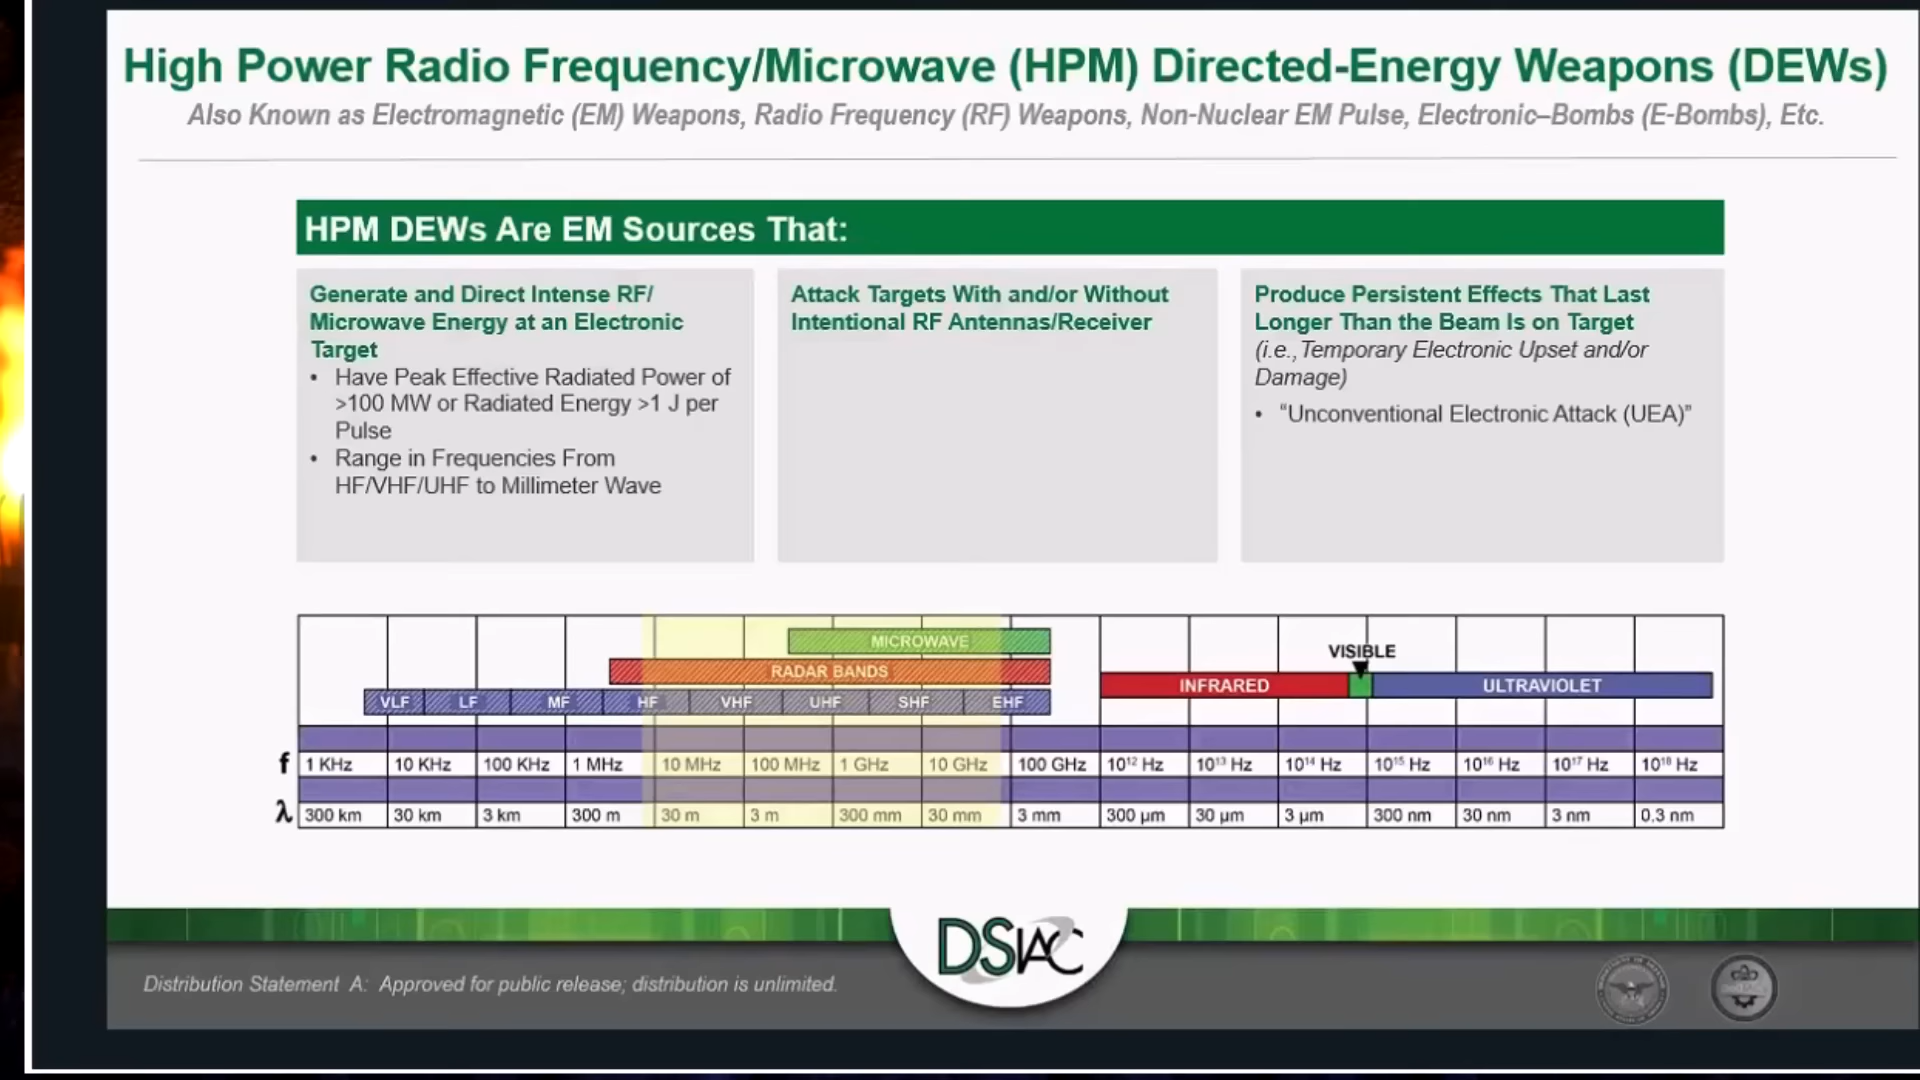 High Power Radio Frequency/Microwave (HPM) Directed-Energy Weapons (DEWs)
Also Known as Electromagnetic (EM) Weapons, Radio Frequency (RF) Weapons, Non-Nuclear EM Pulse, Electronic–Bombs (E-Bombs), Etc.
HPM DEWs Are EM Sources That:
Generate and Direct Intense RF/
Microwave Energy at an Electronic
Target
• Have Peak Effective Radiated Power of
>100 MW or Radiated Energy >1 J per
Pulse
• Range in Frequencies From
HF/VHF/UHF to Millimeter Wave
Attack Targets With and/or Without
Intentional RF Antennas/Receiver
Produce Persistent Effects That Last
Longer Than the Beam Is on Target
(i.e., Temporary Electronic Upset and/or
Damage)
• “Unconventional Electronic Attack (UEA)”
MICROWAVE
RADAR BANDS
VLF LF MF HF VHF UHF SHF EHF
VISIBLE
INFRARED ULTRAVIOLET
f 1 KHz 10 KHz 100 KHz 1 MHz 10 MHz 100 MHz 1 GHz 10 GHz 100 GHz 10¹² Hz 10¹³ Hz 10¹⁴ Hz 10¹⁵ Hz 10¹⁶ Hz 10¹⁷ Hz 10¹⁸ Hz
λ 300 km 30 km 3 km 300 m 30 m 3 m 300 mm 30 mm 3 mm 300 µm 30 µm 3 µm 300 nm 30 nm 3 nm 0.3 nm
DSIAC
Distribution Statement A: Approved for public release; distribution is unlimited.